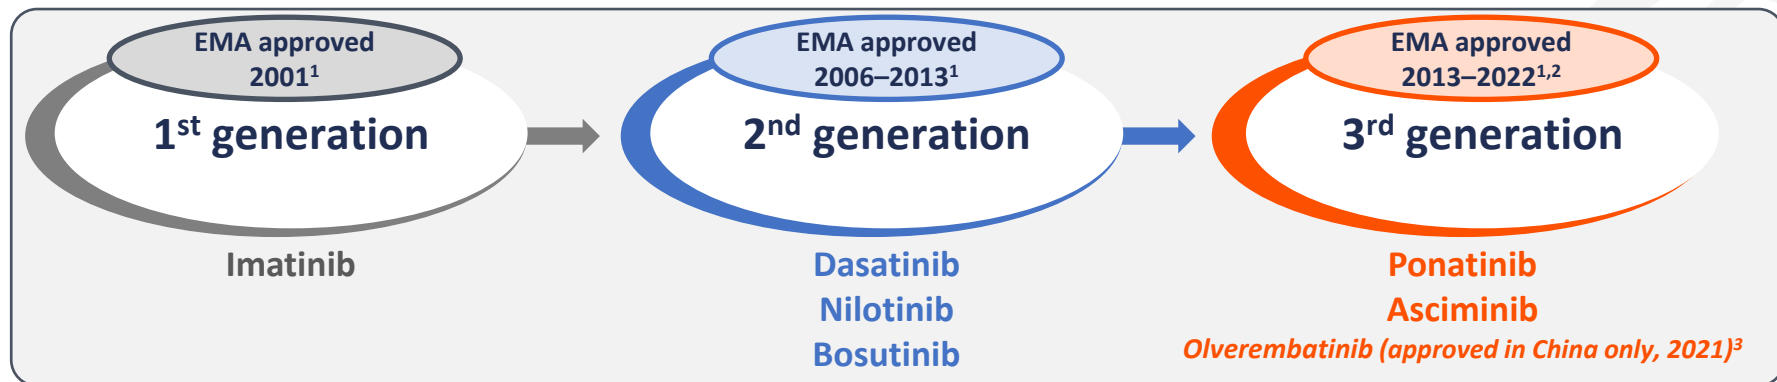 EMA approved
2001¹
1ˢᵗ generation
Imatinib
EMA approved
2006–2013¹
2ⁿᵈ generation
Dasatinib
Nilotinib
Bosutinib
EMA approved
2013–2022¹,²
3ʳᵈ generation
Ponatinib
Asciminib
Olverembatinib (approved in China only, 2021)³